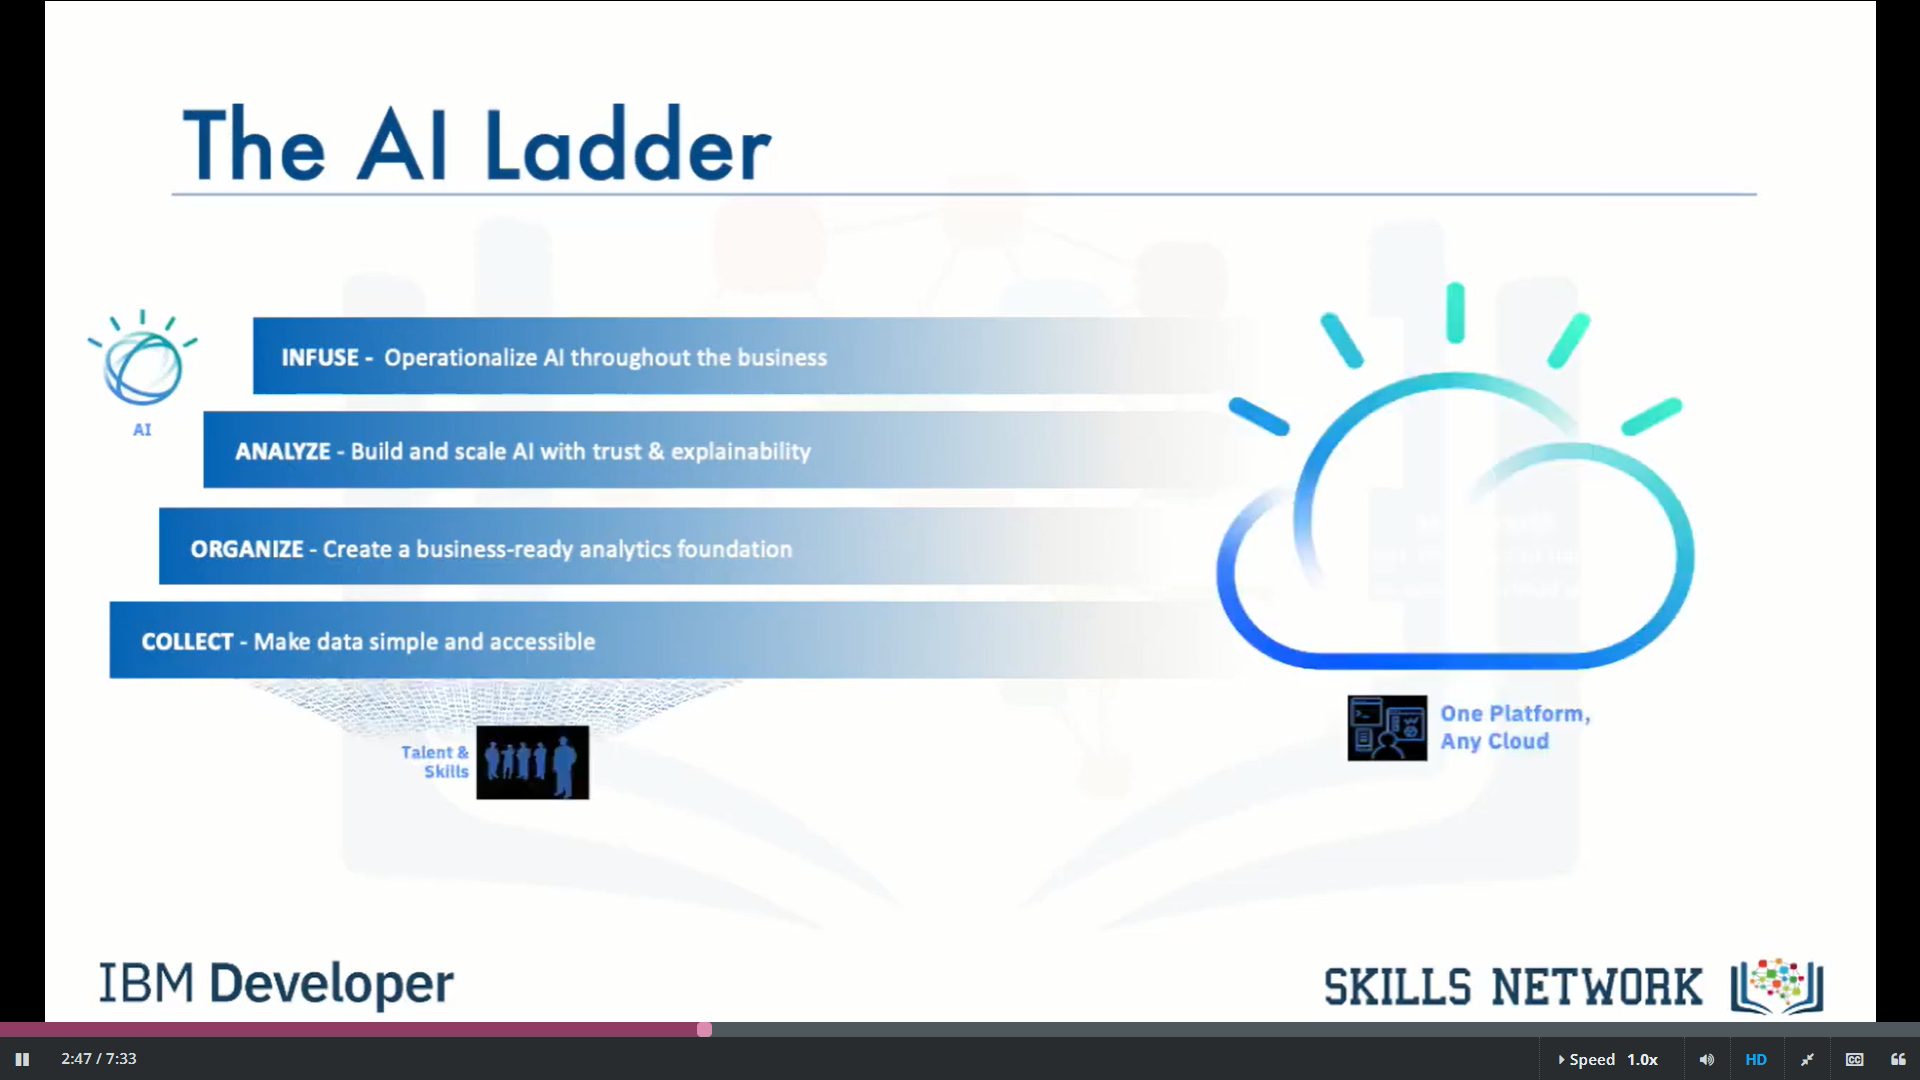 The AI Ladder
INFUSE - Operationalize AI throughout the business
AI
ANALYZE - Build and scale AI with trust & explainability
ORGANIZE - Create a business-ready analytics foundation
COLLECT - Make data simple and accessible
Talent &
Skills
One Platform,
Any Cloud
IBM Developer
SKILLS NETWORK
2:47 / 7:33
Speed 1.0x
HD
CC